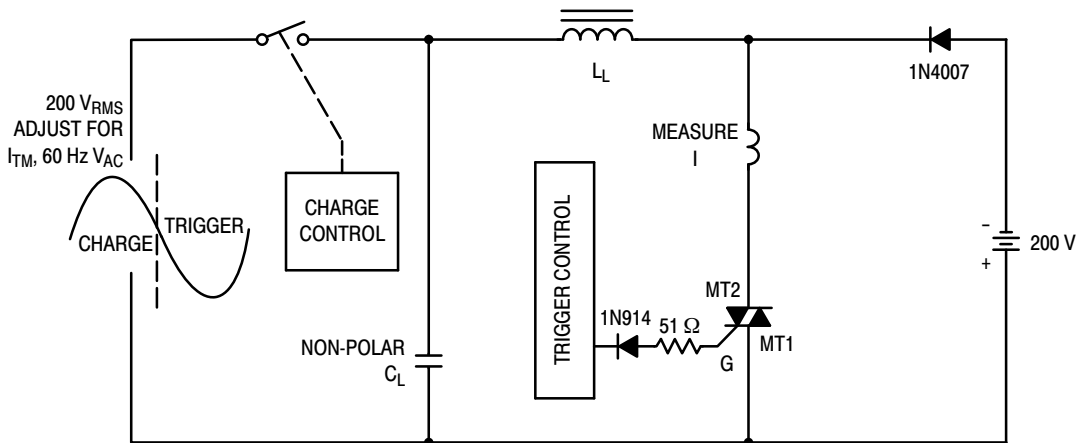 200 V_RMS
ADJUST FOR
I_TM, 60 Hz V_AC
CHARGE
TRIGGER
CHARGE
CONTROL
NON-POLAR
C_L
L_L
MEASURE
I
TRIGGER CONTROL
1N914
51 Ω
G
MT2
MT1
1N4007
-
+
200 V